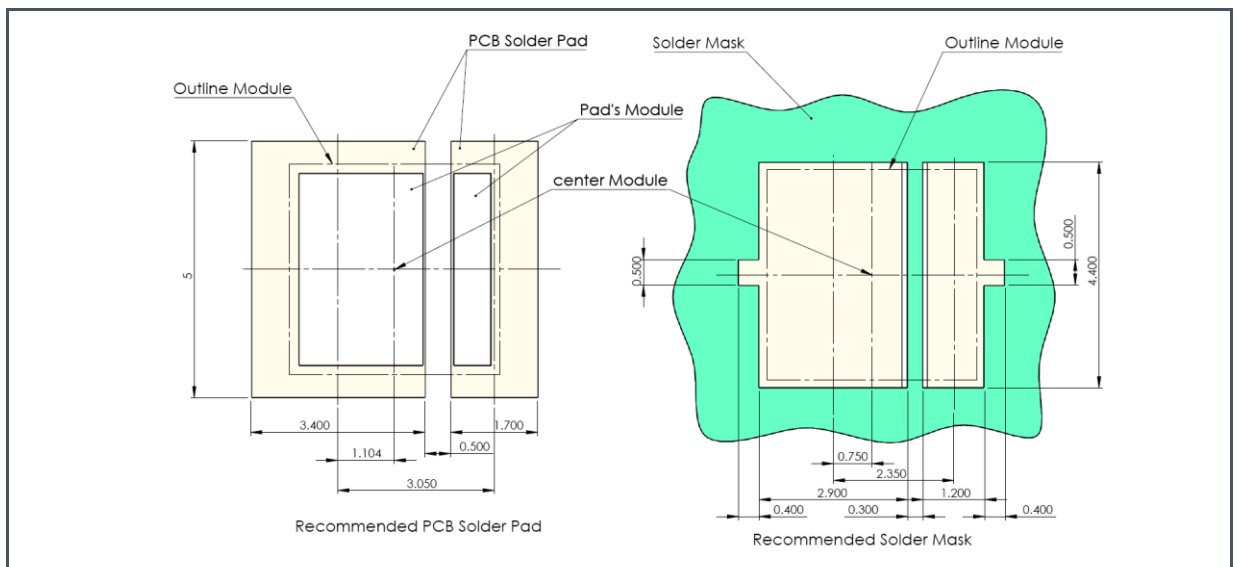 PCB Solder Pad
Solder Mask
Outline Module
Outline Module
Pad's Module
center Module
5
0.500
0.500
4.400
3.400
1.700
1.104
0.500
3.050
0.750
2.350
2.900
1.200
0.400
0.300
0.400
Recommended PCB Solder Pad
Recommended Solder Mask